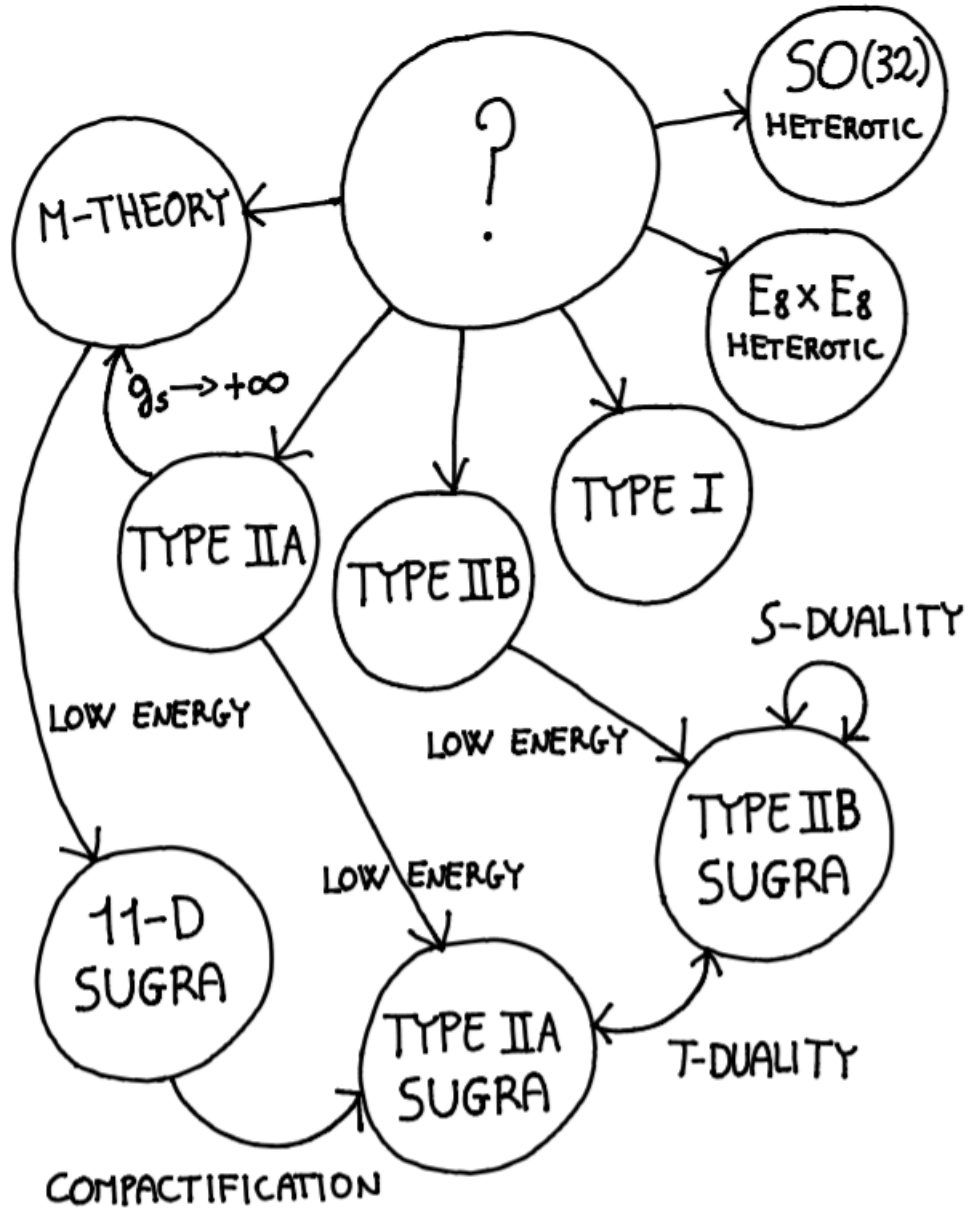 ?
SO(32)
HETEROTIC
M-THEORY
E₈ × E₈
HETEROTIC
gₛ → +∞
TYPE IIA
TYPE IIB
TYPE I
S-DUALITY
LOW ENERGY
LOW ENERGY
TYPE IIB
SUGRA
LOW ENERGY
11-D
SUGRA
TYPE IIA
SUGRA
T-DUALITY
COMPACTIFICATION